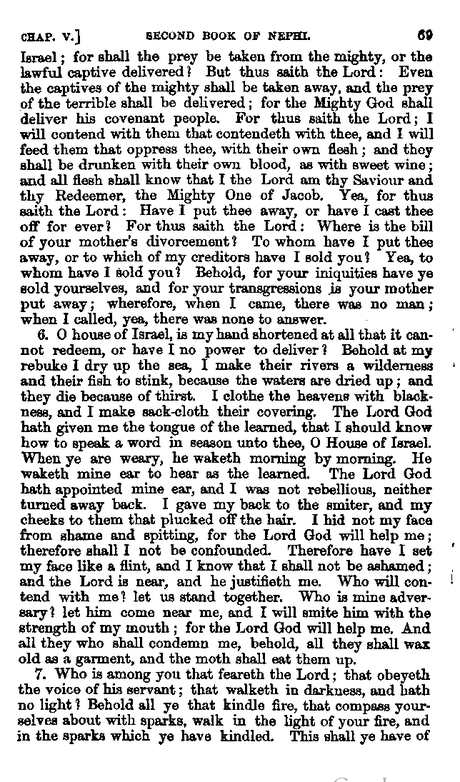 CHAP. V.] SECOND BOOK OF NEPHI. 69
Israel; for shall the prey be taken from the mighty, or the
lawful captive delivered? But thus saith the Lord: Even
the captives of the mighty shall be taken away, and the prey
of the terrible shall be delivered; for the Mighty God shall
deliver his covenant people. For thus saith the Lord; I
will contend with them that contendeth with thee, and I will
feed them that oppress thee, with their own flesh; and they
shall be drunken with their own blood, as with sweet wine;
and all flesh shall know that I the Lord am thy Saviour and
thy Redeemer, the Mighty One of Jacob. Yea, for thus
saith the Lord: Have I put thee away, or have I cast thee
off for ever? For thus saith the Lord: Where is the bill
of your mother's divorcement? To whom have I put thee
away, or to which of my creditors have I sold you? Yea, to
whom have I sold you? Behold, for your iniquities have ye
sold yourselves, and for your transgressions is your mother
put away; wherefore, when I came, there was no man;
when I called, yea, there was none to answer.
6. O house of Israel, is my hand shortened at all that it can-
not redeem, or have I no power to deliver? Behold at my
rebuke I dry up the sea, I make their rivers a wilderness
and their fish to stink, because the waters are dried up; and
they die because of thirst. I clothe the heavens with black-
ness, and I make sack-cloth their covering. The Lord God
hath given me the tongue of the learned, that I should know
how to speak a word in season unto thee, O House of Israel.
When ye are weary, he waketh morning by morning. He
waketh mine ear to hear as the learned. The Lord God
hath appointed mine ear, and I was not rebellious, neither
turned away back. I gave my back to the smiter, and my
cheeks to them that plucked off the hair. I hid not my face
from shame and spitting, for the Lord God will help me;
therefore shall I not be confounded. Therefore have I set
my face like a flint, and I know that I shall not be ashamed;
and the Lord is near, and he justifieth me. Who will con-
tend with me? let us stand together. Who is mine adver-
sary? let him come near me, and I will smite him with the
strength of my mouth; for the Lord God will help me. And
all they who shall condemn me, behold, all they shall wax
old as a garment, and the moth shall eat them up.
7. Who is among you that feareth the Lord; that obeyeth
the voice of his servant; that walketh in darkness, and hath
no light? Behold all ye that kindle fire, that compass your-
selves about with sparks, walk in the light of your fire, and
in the sparks which ye have kindled. This shall ye have of